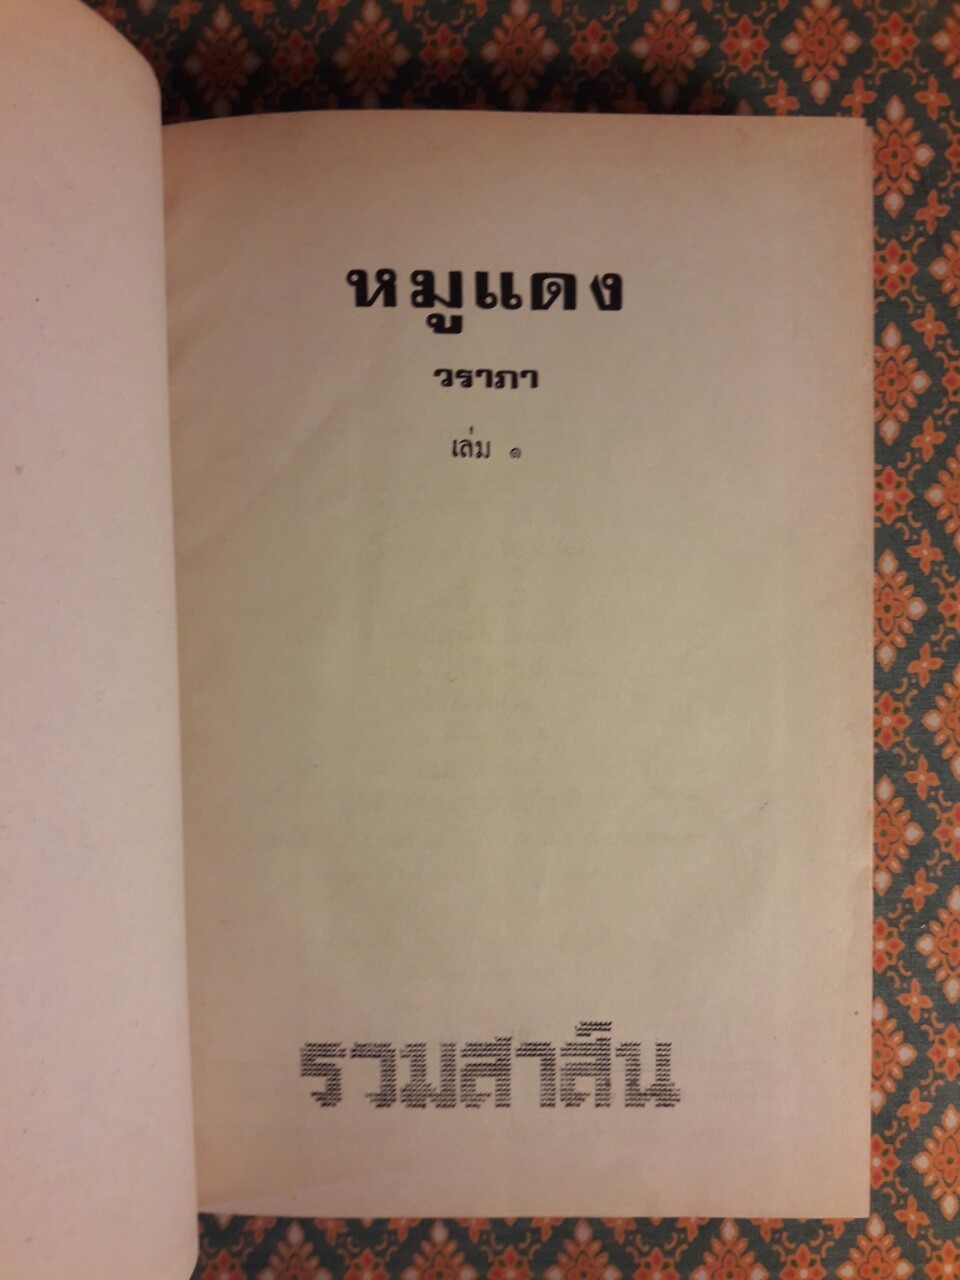 หมูแดง
วราภา
เล่ม ๑
รวมสาส์น